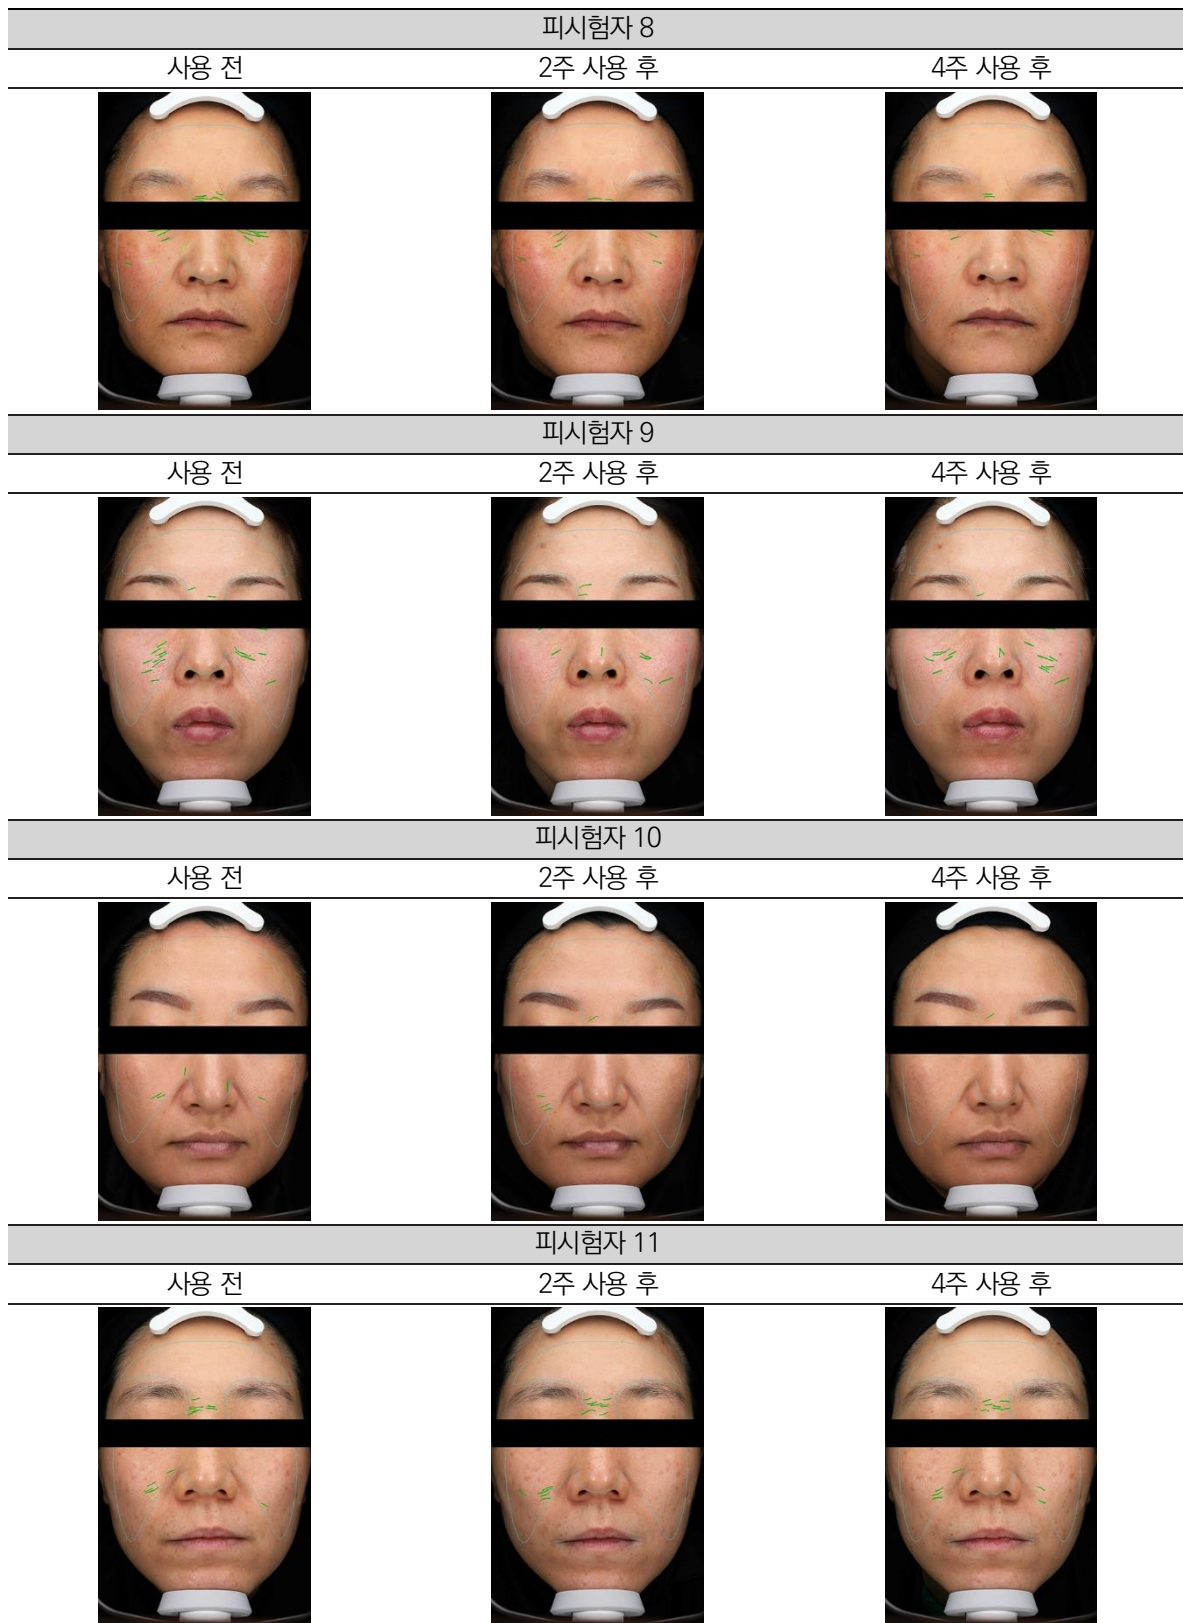 피시험자 8
사용 전 2주 사용 후 4주 사용 후
피시험자 9
사용 전 2주 사용 후 4주 사용 후
피시험자 10
사용 전 2주 사용 후 4주 사용 후
피시험자 11
사용 전 2주 사용 후 4주 사용 후